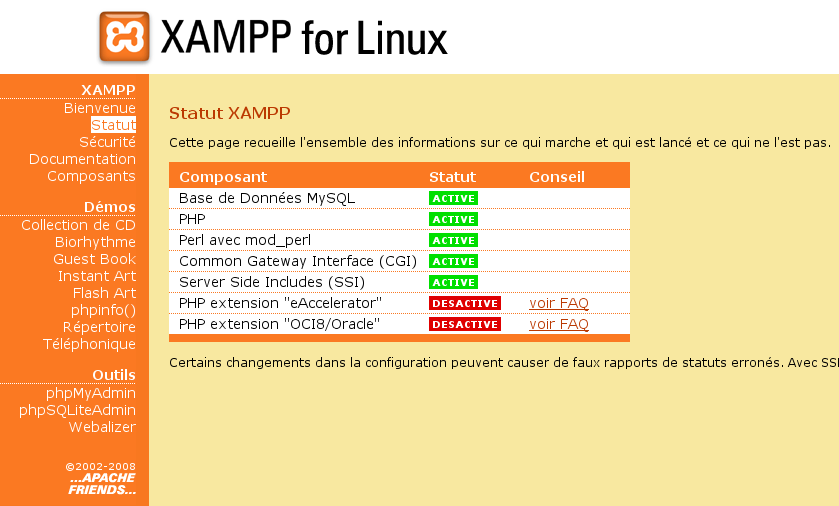 XAMPP for Linux
XAMPP
Bienvenue
Statut
Sécurité
Documentation
Composants
Démos
Collection de CD
Biorhythme
Guest Book
Instant Art
Flash Art
phpinfo()
Répertoire
Téléphonique
Outils
phpMyAdmin
phpSQLiteAdmin
Webalizer
©2002-2008
...APACHE
FRIENDS...
Statut XAMPP
Cette page recueille l'ensemble des informations sur ce qui marche et qui est lancé et ce qui ne l'est pas.
Composant Statut Conseil
Base de Données MySQL ACTIVE
PHP ACTIVE
Perl avec mod_perl ACTIVE
Common Gateway Interface (CGI) ACTIVE
Server Side Includes (SSI) ACTIVE
PHP extension "eAccelerator" DESACTIVE voir FAQ
PHP extension "OCI8/Oracle" DESACTIVE voir FAQ
Certains changements dans la configuration peuvent causer de faux rapports de statuts erronés. Avec SSL